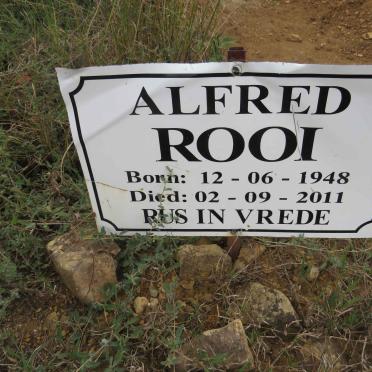 ALFRED
ROOI
Born: 12 - 06 - 1948
Died: 02 - 09 - 2011
RUS IN VREDE